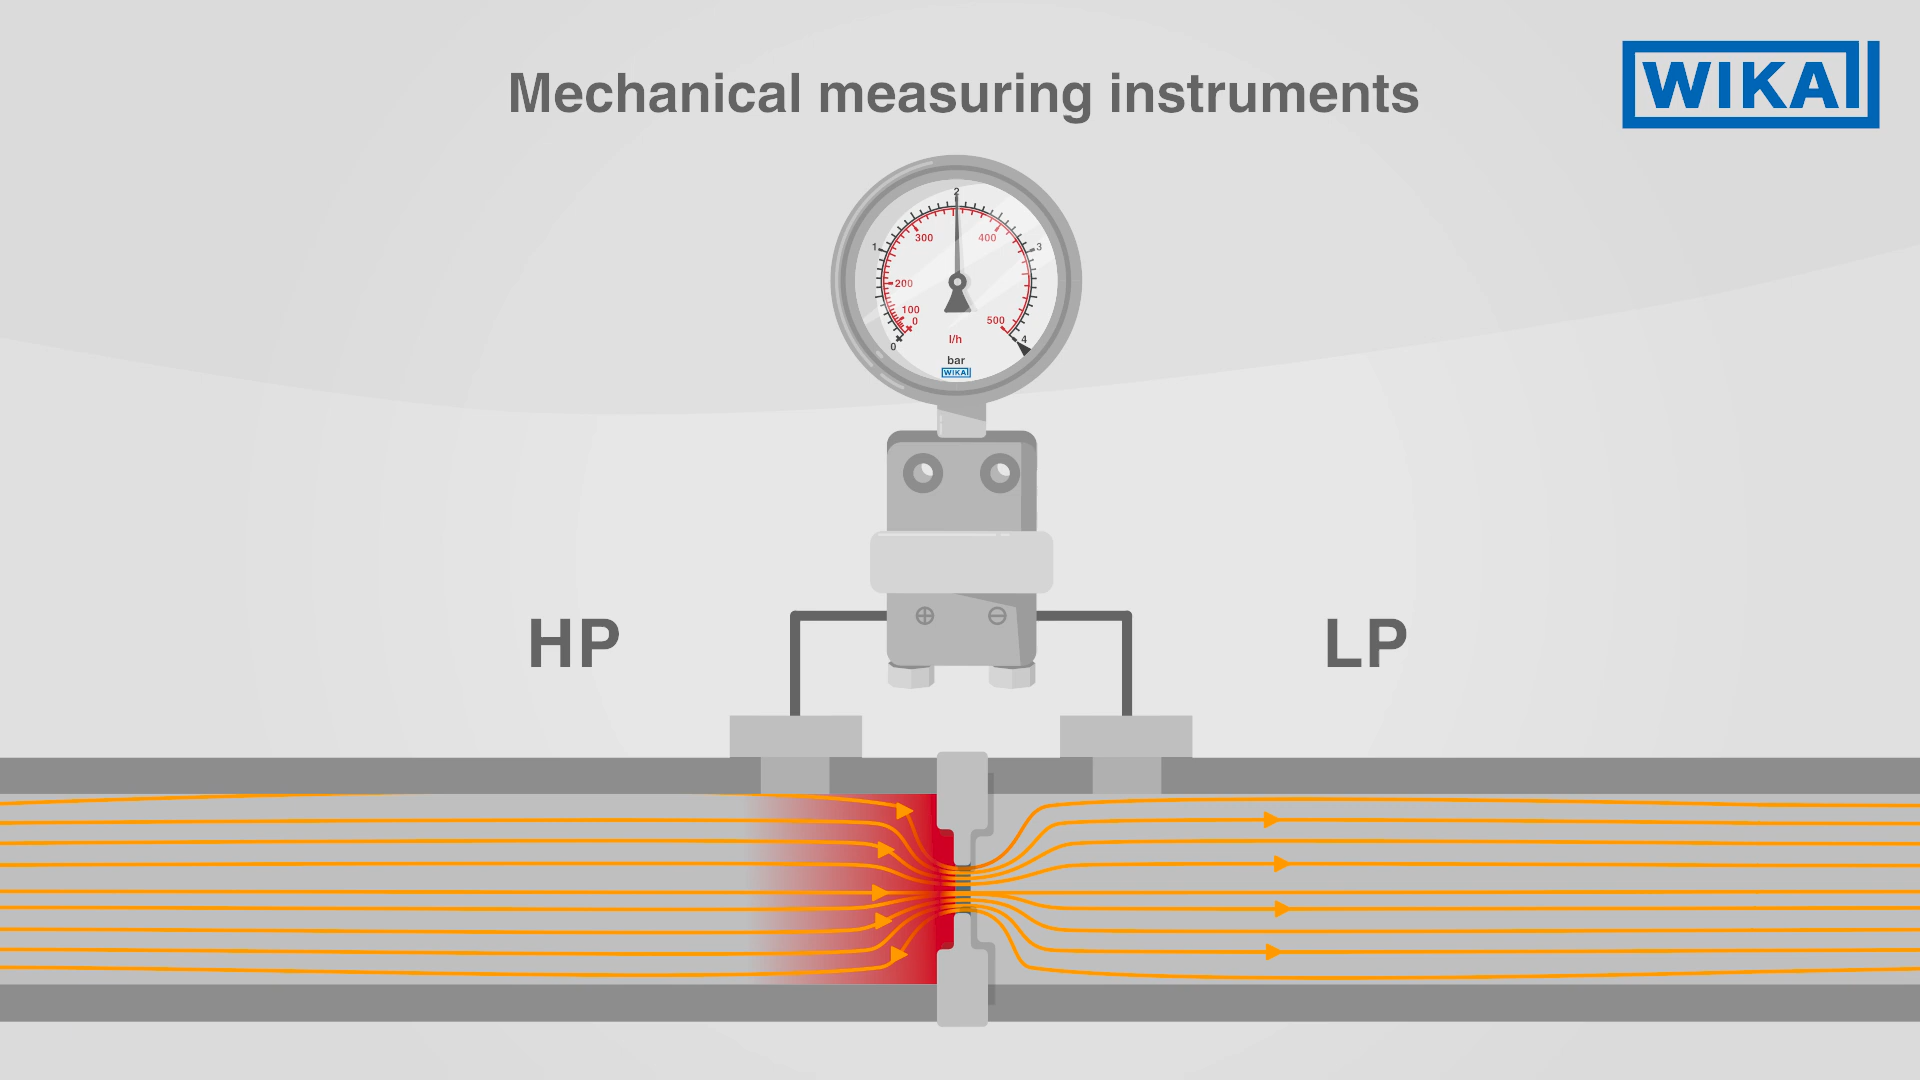 Mechanical measuring instruments
WIKA
2
300 400
1 3
200
100
0 500
0 4
l/h
bar
WIKA
HP LP